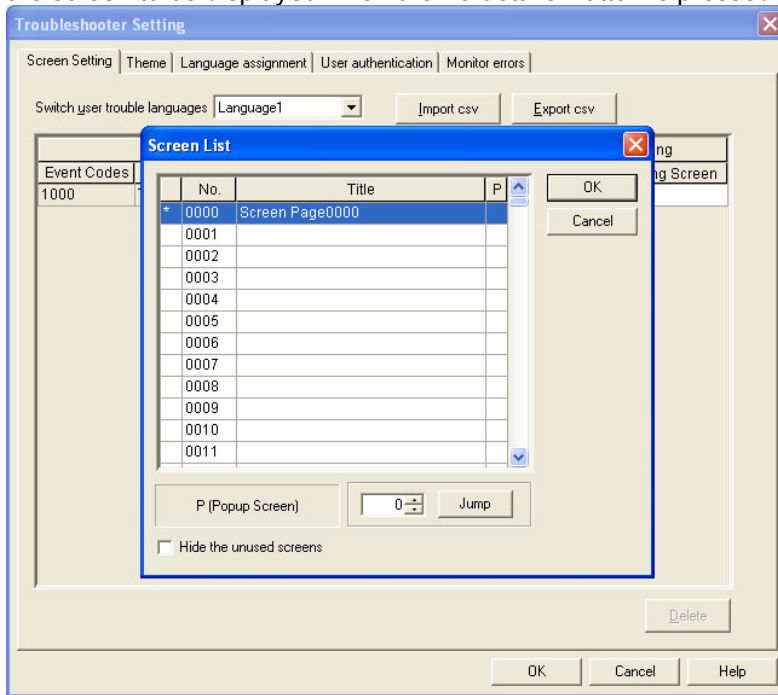 Troubleshooter Setting
Screen Setting Theme Language assignment User authentication Monitor errors
Switch user trouble languages Language1 Import csv Export csv
ng
Event Codes ng Screen
1000
Screen List
No. Title P
* 0000 Screen Page0000
0001
0002
0003
0004
0005
0006
0007
0008
0009
0010
0011
OK
Cancel
P (Popup Screen) 0 Jump
Hide the unused screens
Delete
OK Cancel Help